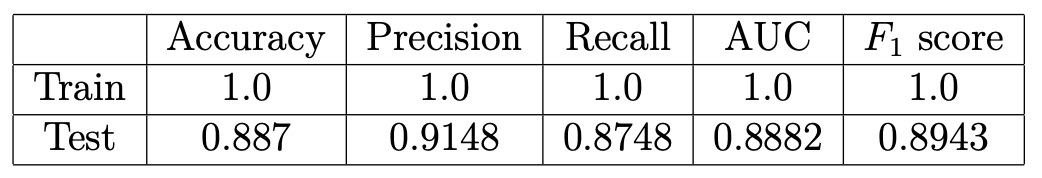 Accuracy Precision Recall AUC F₁ score
Train 1.0 1.0 1.0 1.0 1.0
Test 0.887 0.9148 0.8748 0.8882 0.8943